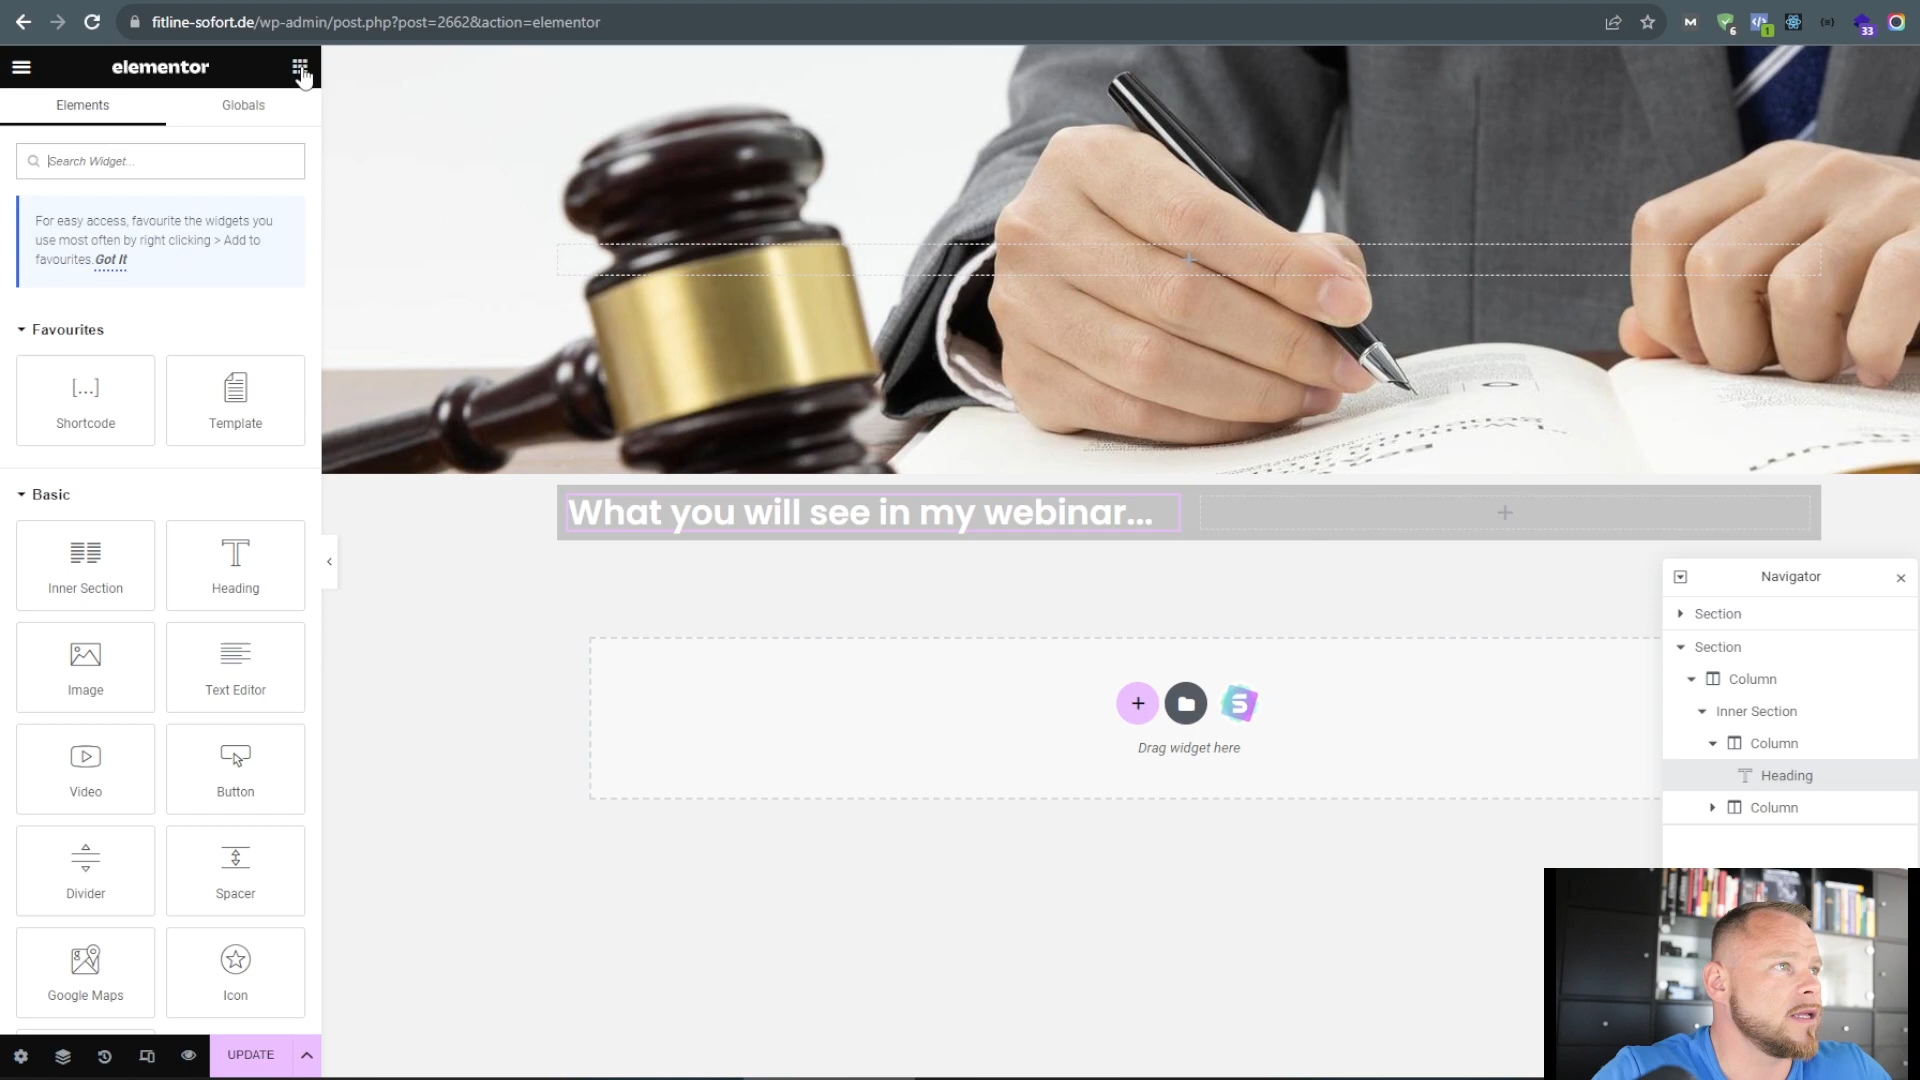 fitline-sofort.de/wp-admin/post.php?post=2662&action=elementor
M
6
1
33
elementor
Elements
Globals
Search Widget...
For easy access, favourite the widgets you
use most often by right clicking > Add to
favourites. Got It
Favourites
[...]
Shortcode
Template
Basic
Inner Section
Heading
Image
Text Editor
Video
Button
Divider
Spacer
Google Maps
Icon
UPDATE
What you will see in my webinar...
Drag widget here
Navigator
Section
Section
Column
Inner Section
Column
Heading
Column